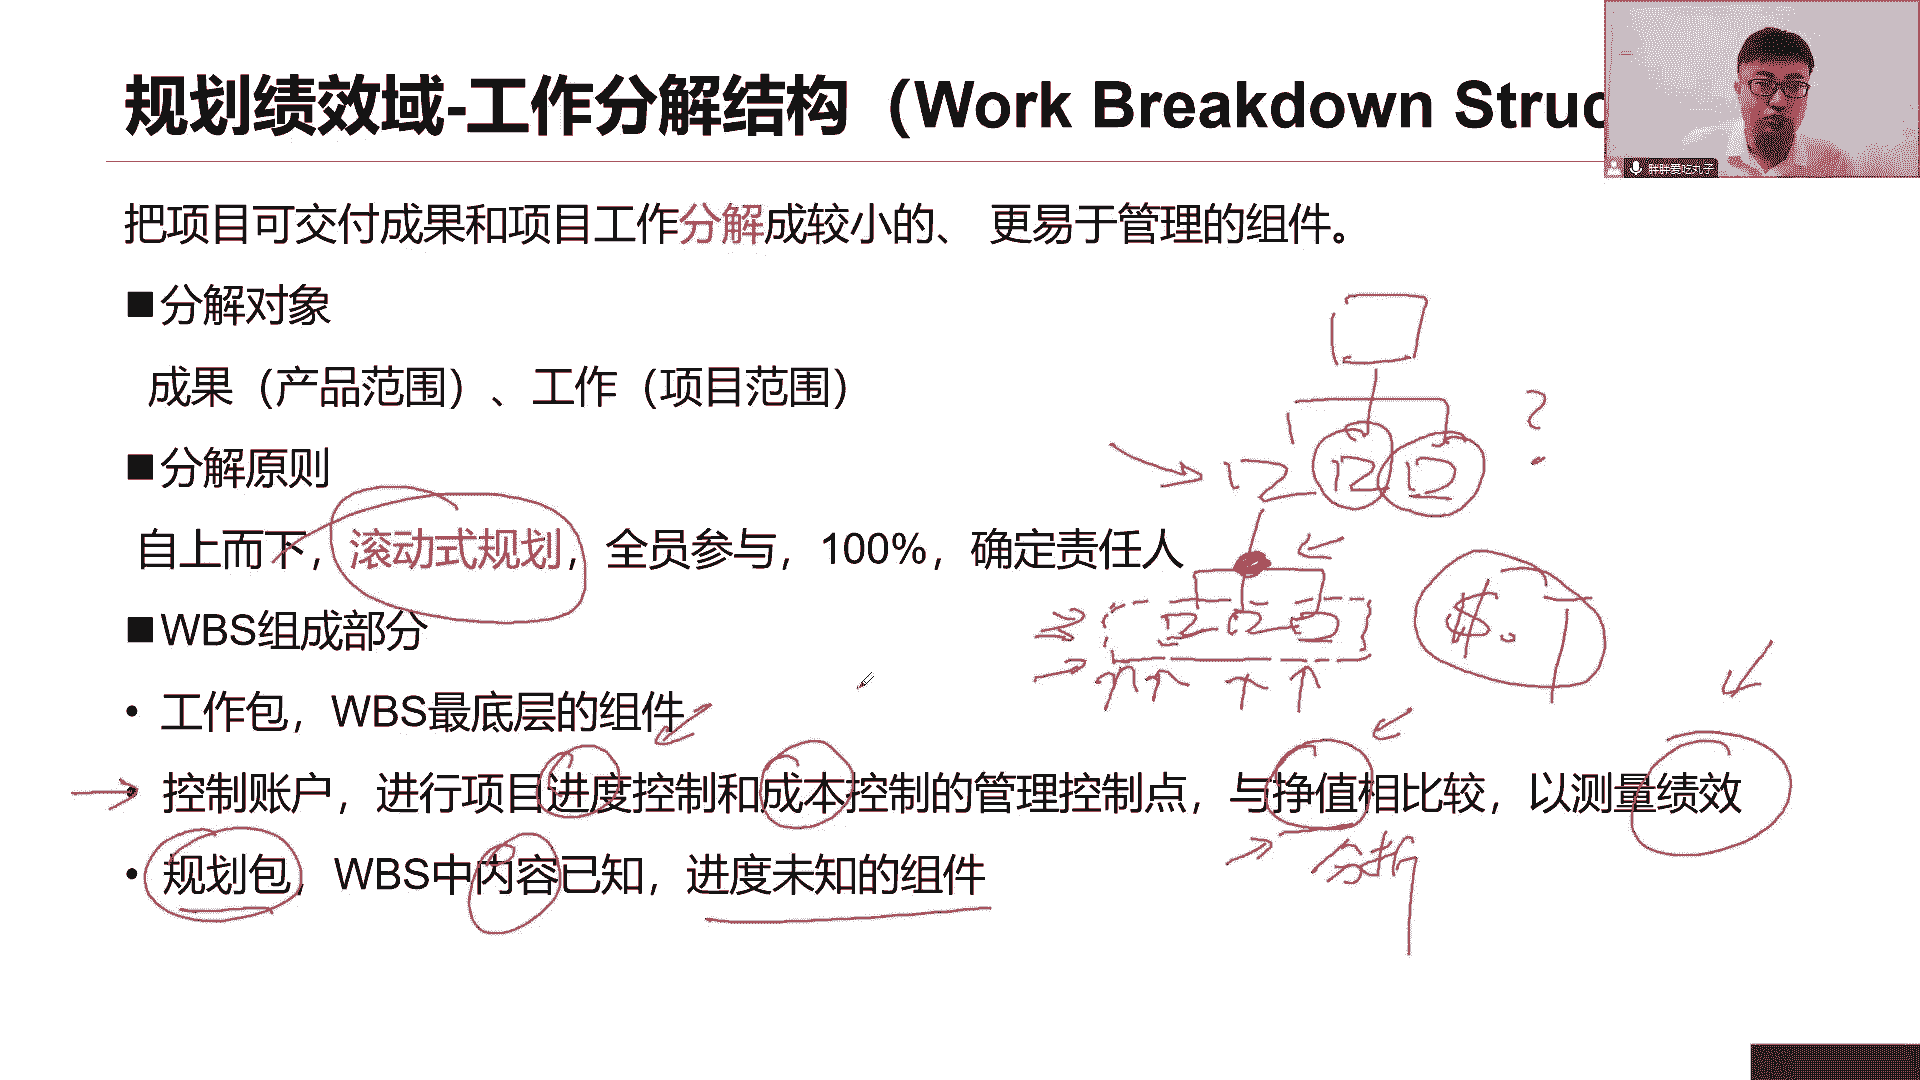 规划绩效域-工作分解结构（Work Breakdown Struc
胖胖爱吃丸子
把项目可交付成果和项目工作分解成较小的、 更易于管理的组件。
■分解对象
成果（产品范围）、工作（项目范围）
？
■分解原则
自上而下，滚动式规划，全员参与，100%，确定责任人
$. T
■WBS组成部分
• 工作包，WBS最底层的组件
• 控制账户，进行项目进度控制和成本控制的管理控制点，与挣值相比较，以测量绩效
分析
• 规划包，WBS中内容已知，进度未知的组件